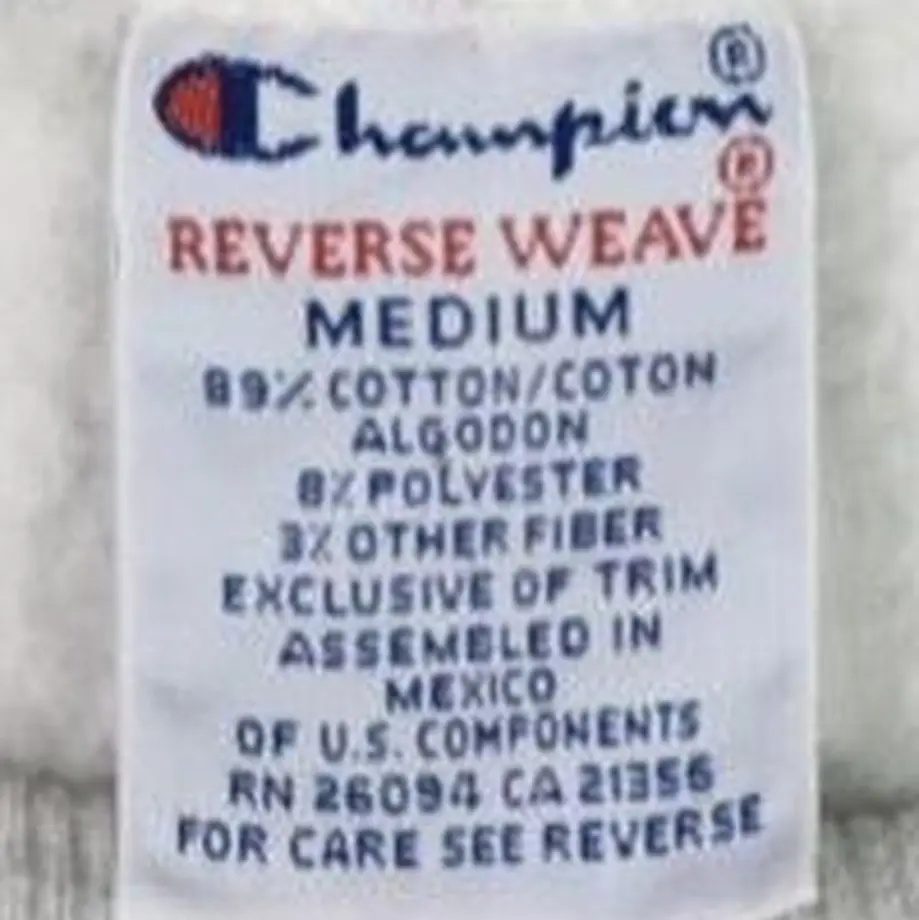 Champion ®
REVERSE WEAVE ®
MEDIUM
89% COTTON/COTON
ALGODON
8% POLYESTER
3% OTHER FIBER
EXCLUSIVE OF TRIM
ASSEMBLED IN
MEXICO
OF U.S. COMPONENTS
RN 26094 CA 21356
FOR CARE SEE REVERSE